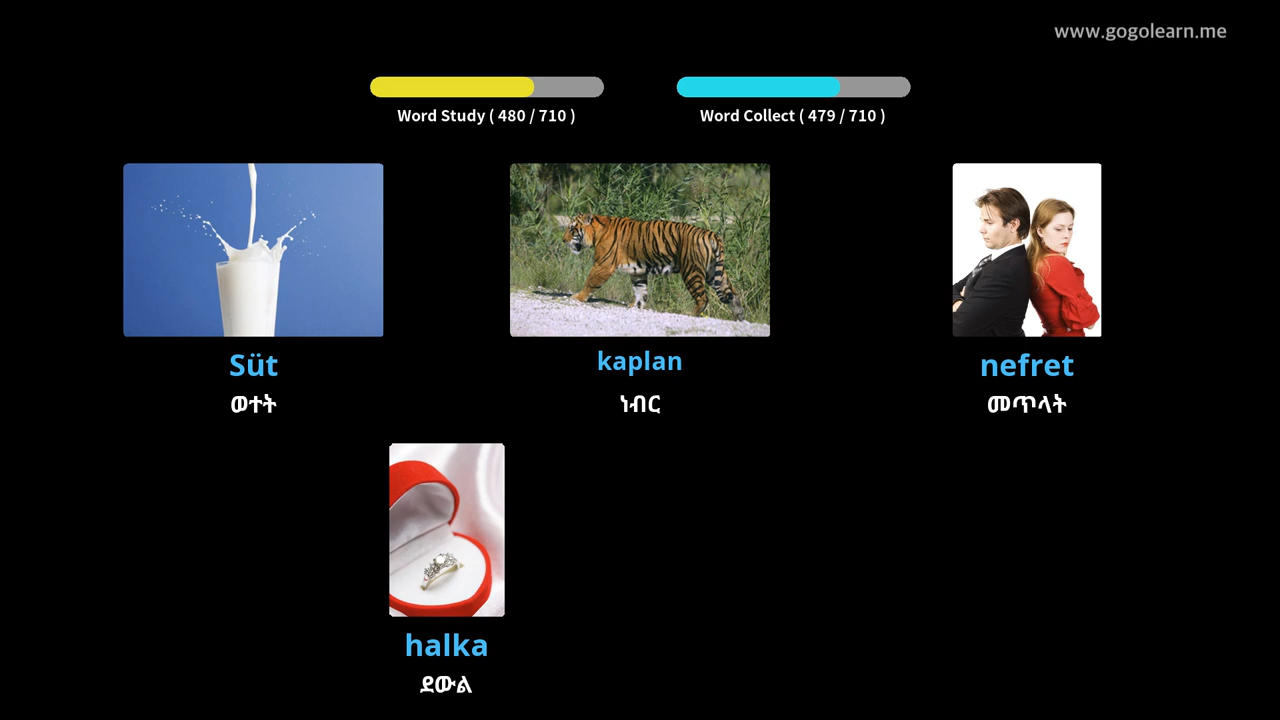 www.gogolearn.me
Word Study ( 480 / 710 )
Word Collect ( 479 / 710 )
Süt
ወተት
kaplan
ነብር
nefret
መጥላት
halka
ደውል